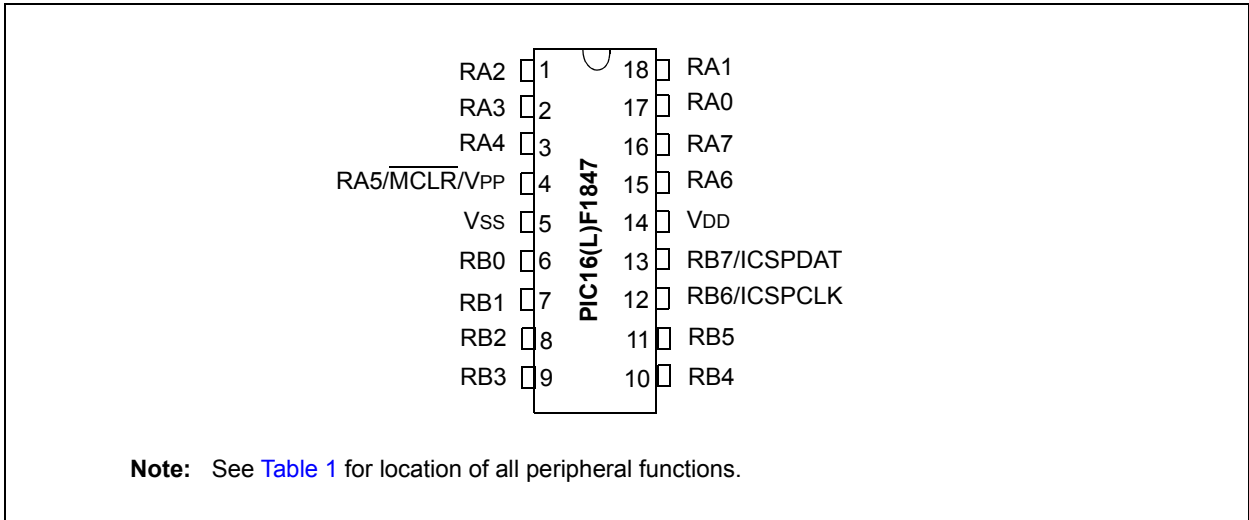 RA2 1 18 RA1
RA3 2 17 RA0
RA4 3 16 RA7
RA5/MCLR/VPP 4 15 RA6
VSS 5 14 VDD
RB0 6 13 RB7/ICSPDAT
RB1 7 12 RB6/ICSPCLK
RB2 8 11 RB5
RB3 9 10 RB4
PIC16(L)F1847
Note: See Table 1 for location of all peripheral functions.